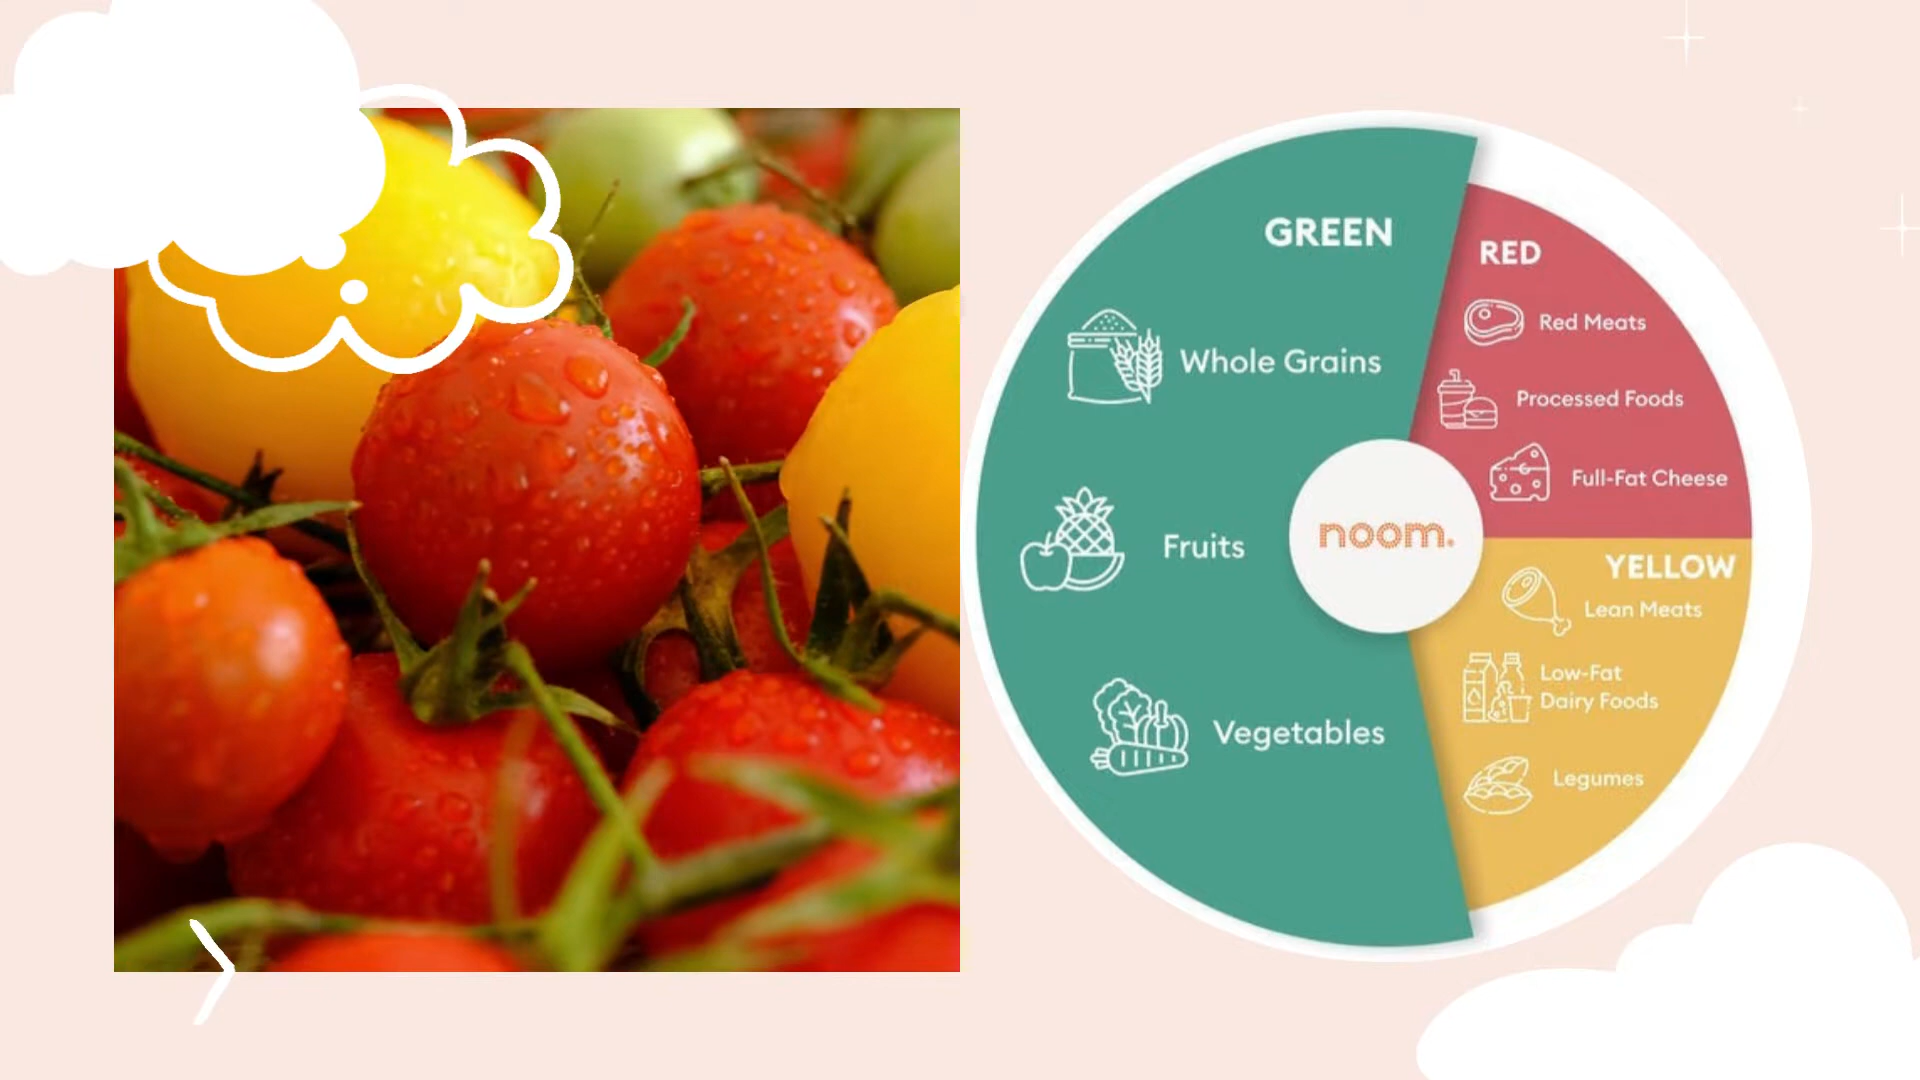 GREEN
Whole Grains
Fruits
Vegetables
noom.
RED
Red Meats
Processed Foods
Full-Fat Cheese
YELLOW
Lean Meats
Low-Fat
Dairy Foods
Legumes